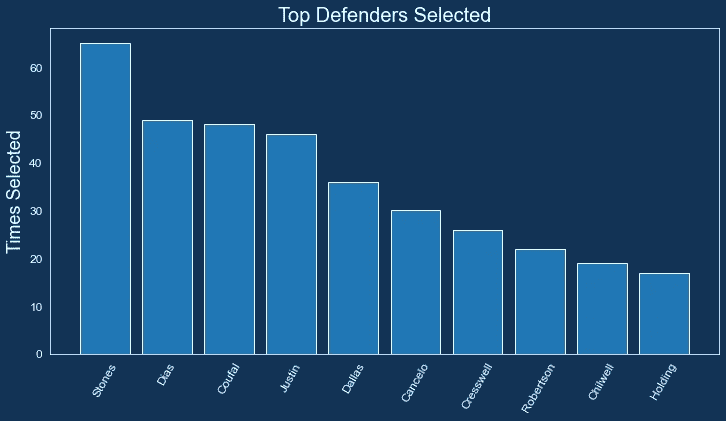 Top Defenders Selected
Times Selected
60
50
40
30
20
10
0
Stones
Dias
Coufal
Justin
Dallas
Cancelo
Cresswell
Robertson
Chilwell
Holding